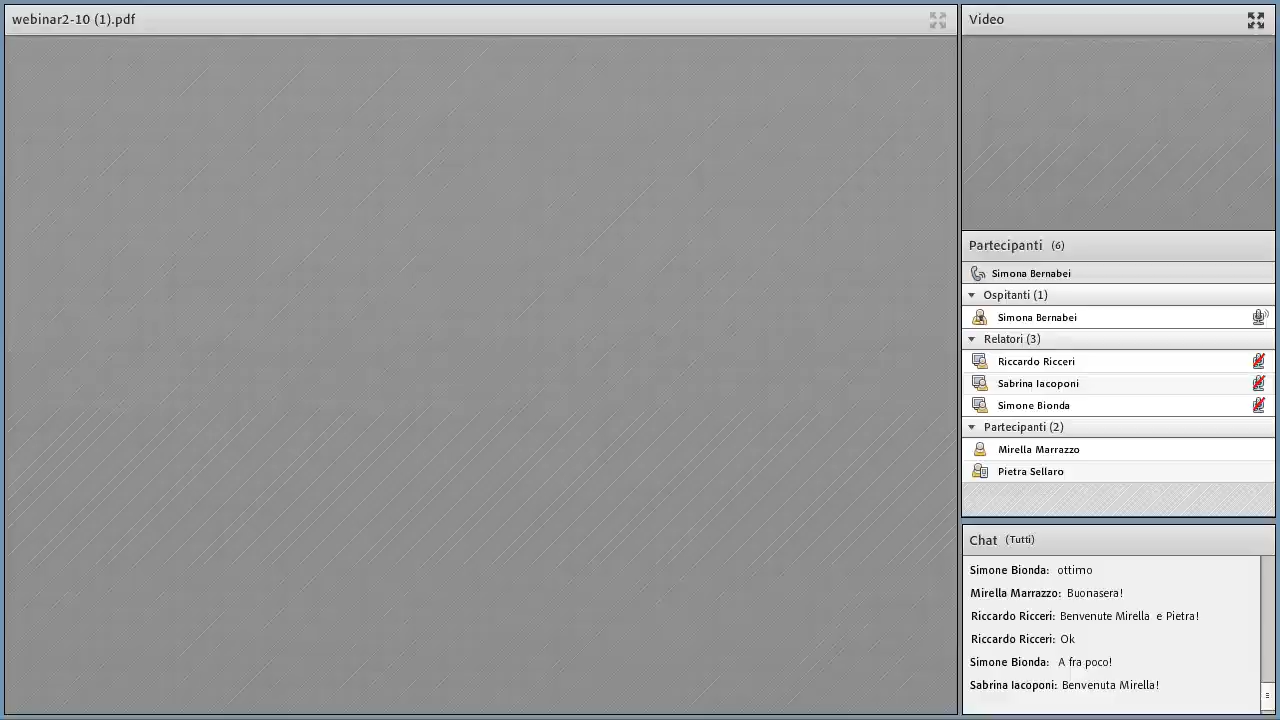 webinar2-10 (1).pdf
Video
Partecipanti (6)
Simona Bernabei
Ospitanti (1)
Simona Bernabei
Relatori (3)
Riccardo Ricceri
Sabrina Iacoponi
Simone Bionda
Partecipanti (2)
Mirella Marrazzo
Pietra Sellaro
Chat (Tutti)
Simone Bionda: ottimo
Mirella Marrazzo: Buonasera!
Riccardo Ricceri: Benvenute Mirella e Pietra!
Riccardo Ricceri: Ok
Simone Bionda: A fra poco!
Sabrina Iacoponi: Benvenuta Mirella!